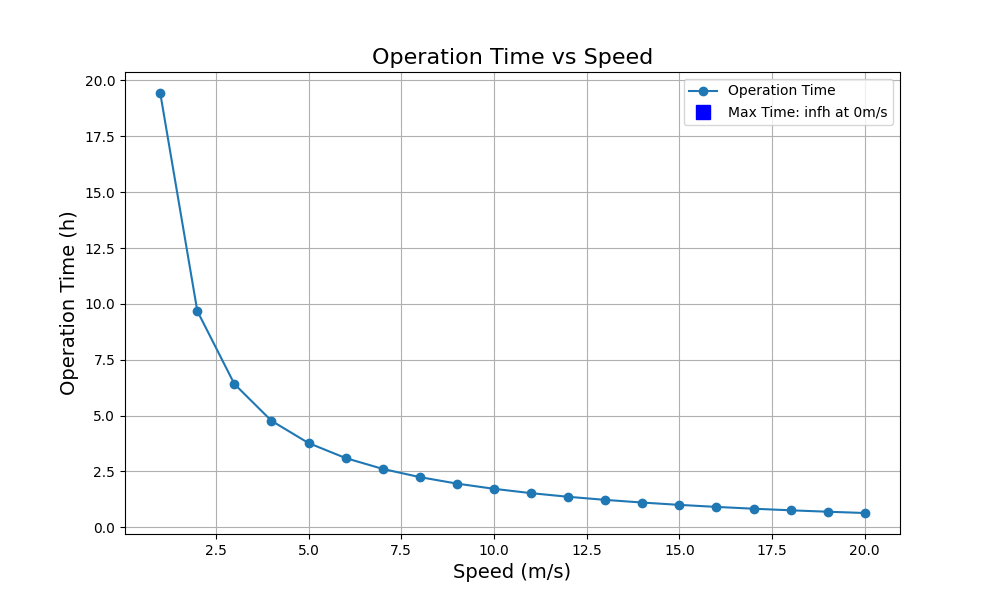 Operation Time vs Speed
Operation Time
Max Time: infh at 0m/s
Operation Time (h)
20.0
17.5
15.0
12.5
10.0
7.5
5.0
2.5
0.0
2.5 5.0 7.5 10.0 12.5 15.0 17.5 20.0
Speed (m/s)